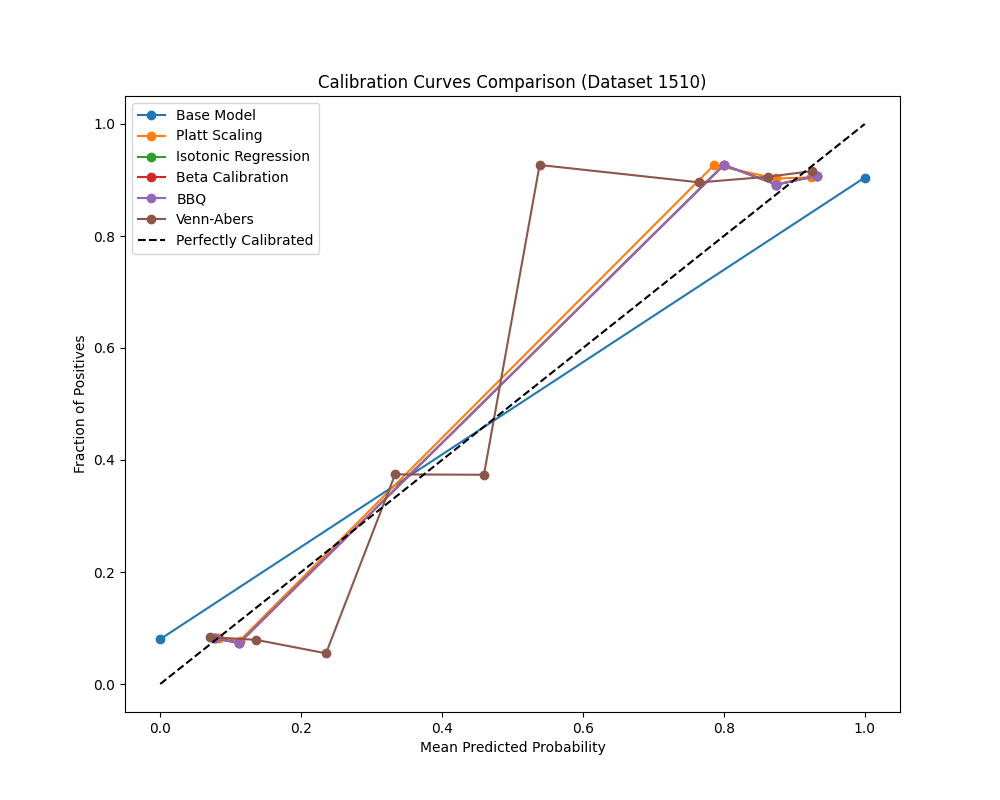 Calibration Curves Comparison (Dataset 1510)
Base Model
Platt Scaling
Isotonic Regression
Beta Calibration
BBQ
Venn-Abers
Perfectly Calibrated
Fraction of Positives
1.0
0.8
0.6
0.4
0.2
0.0
0.0 0.2 0.4 0.6 0.8 1.0
Mean Predicted Probability